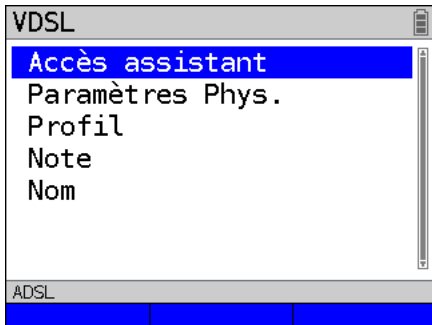 VDSL
Accès assistant
Paramètres Phys.
Profil
Note
Nom
ADSL